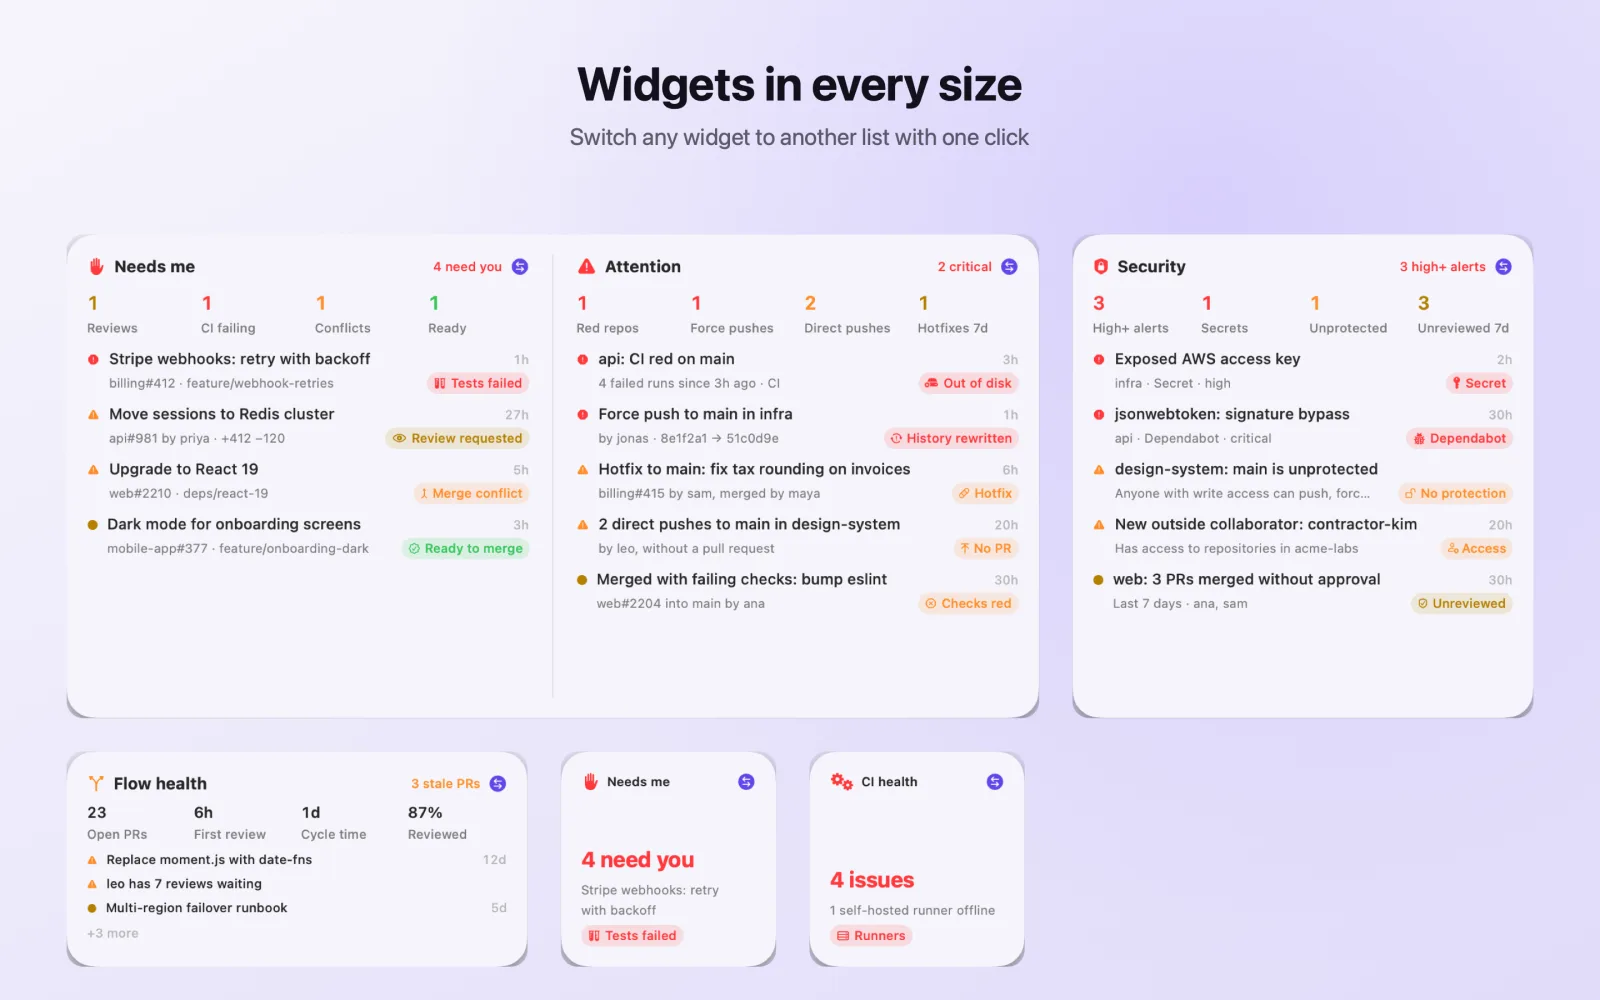 Widgets in every size
Switch any widget to another list with one click
Needs me
4 need you
1
1
1
1
Reviews
CI failing
Conflicts
Ready
Stripe webhooks: retry with backoff
1h
billing#412 · feature/webhook-retries
Tests failed
Move sessions to Redis cluster
27h
api#981 by priya · +412 −120
Review requested
Upgrade to React 19
5h
web#2210 · deps/react-19
Merge conflict
Dark mode for onboarding screens
3h
mobile-app#377 · feature/onboarding-dark
Ready to merge
Attention
2 critical
1
1
2
1
Red repos
Force pushes
Direct pushes
Hotfixes 7d
api: CI red on main
3h
4 failed runs since 3h ago · CI
Out of disk
Force push to main in infra
1h
by jonas · 8e1f2a1 → 51c0d9e
History rewritten
Hotfix to main: fix tax rounding on invoices
6h
billing#415 by sam, merged by maya
Hotfix
2 direct pushes to main in design-system
20h
by leo, without a pull request
No PR
Merged with failing checks: bump eslint
30h
web#2204 into main by ana
Checks red
Security
3 high+ alerts
3
1
1
3
High+ alerts
Secrets
Unprotected
Unreviewed 7d
Exposed AWS access key
2h
infra · Secret · high
Secret
jsonwebtoken: signature bypass
30h
api · Dependabot · critical
Dependabot
design-system: main is unprotected
Anyone with write access can push, forc...
No protection
New outside collaborator: contractor-kim
20h
Has access to repositories in acme-labs
Access
web: 3 PRs merged without approval
30h
Last 7 days · ana, sam
Unreviewed
Flow health
3 stale PRs
23
6h
1d
87%
Open PRs
First review
Cycle time
Reviewed
Replace moment.js with date-fns
12d
leo has 7 reviews waiting
Multi-region failover runbook
5d
+3 more
Needs me
4 need you
Stripe webhooks: retry
with backoff
Tests failed
CI health
4 issues
1 self-hosted runner offline
Runners